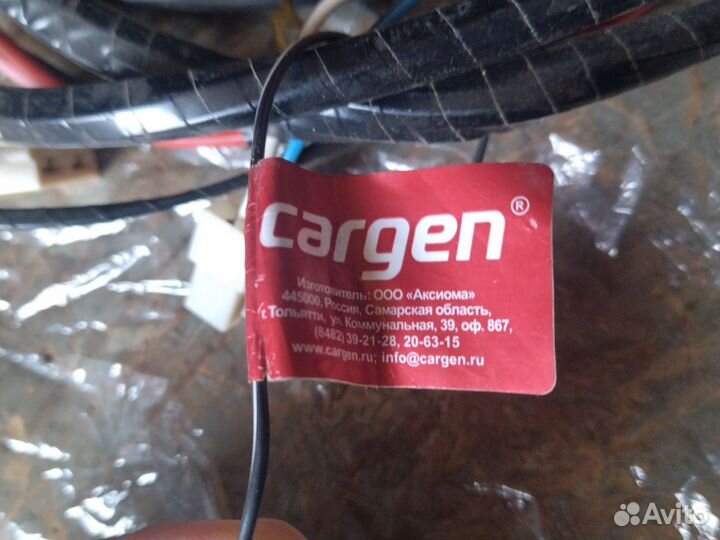 cargen®
Изготовитель: ООО «Аксиома»
445000, Россия, Самарская область,
г. Тольятти, ул. Коммунальная, 39, оф. 867,
(8482) 39-21-28, 20-63-15
www.cargen.ru; info@cargen.ru
Avito